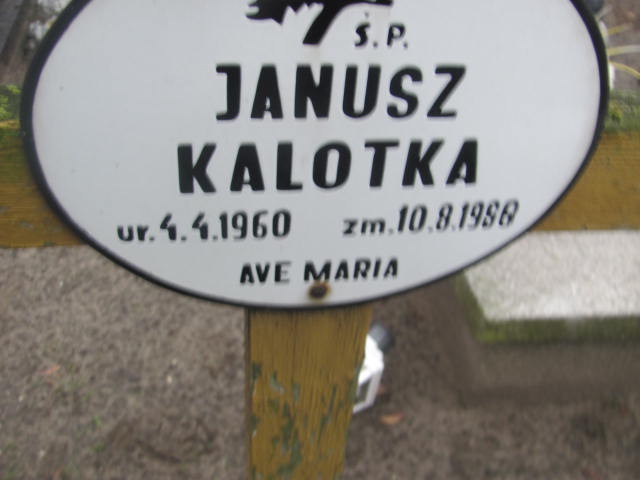 Ś.P.
JANUSZ
KALOTKA
ur. 4.4.1960 zm. 10.8.1988
AVE MARIA